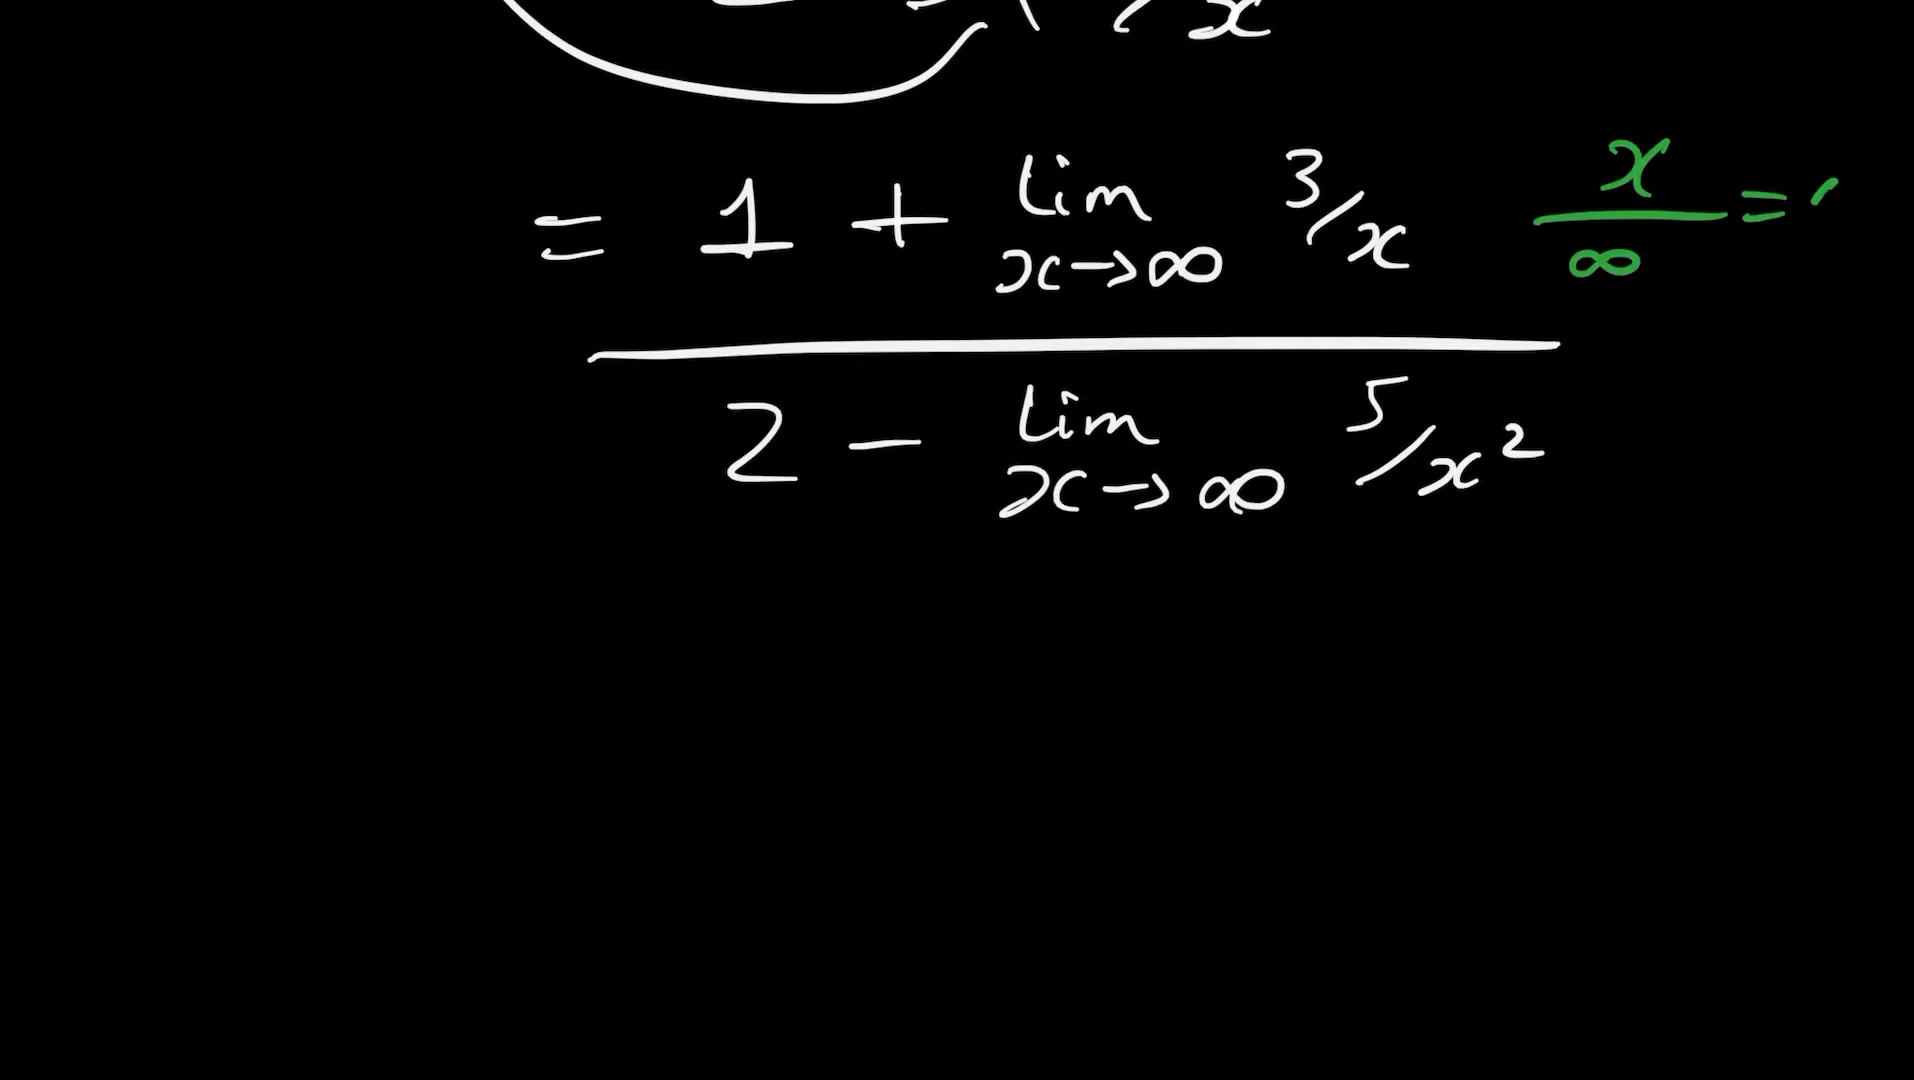 = 1 + lim x→∞ 3/x
x/∞ =
2 - lim x→∞ 5/x²